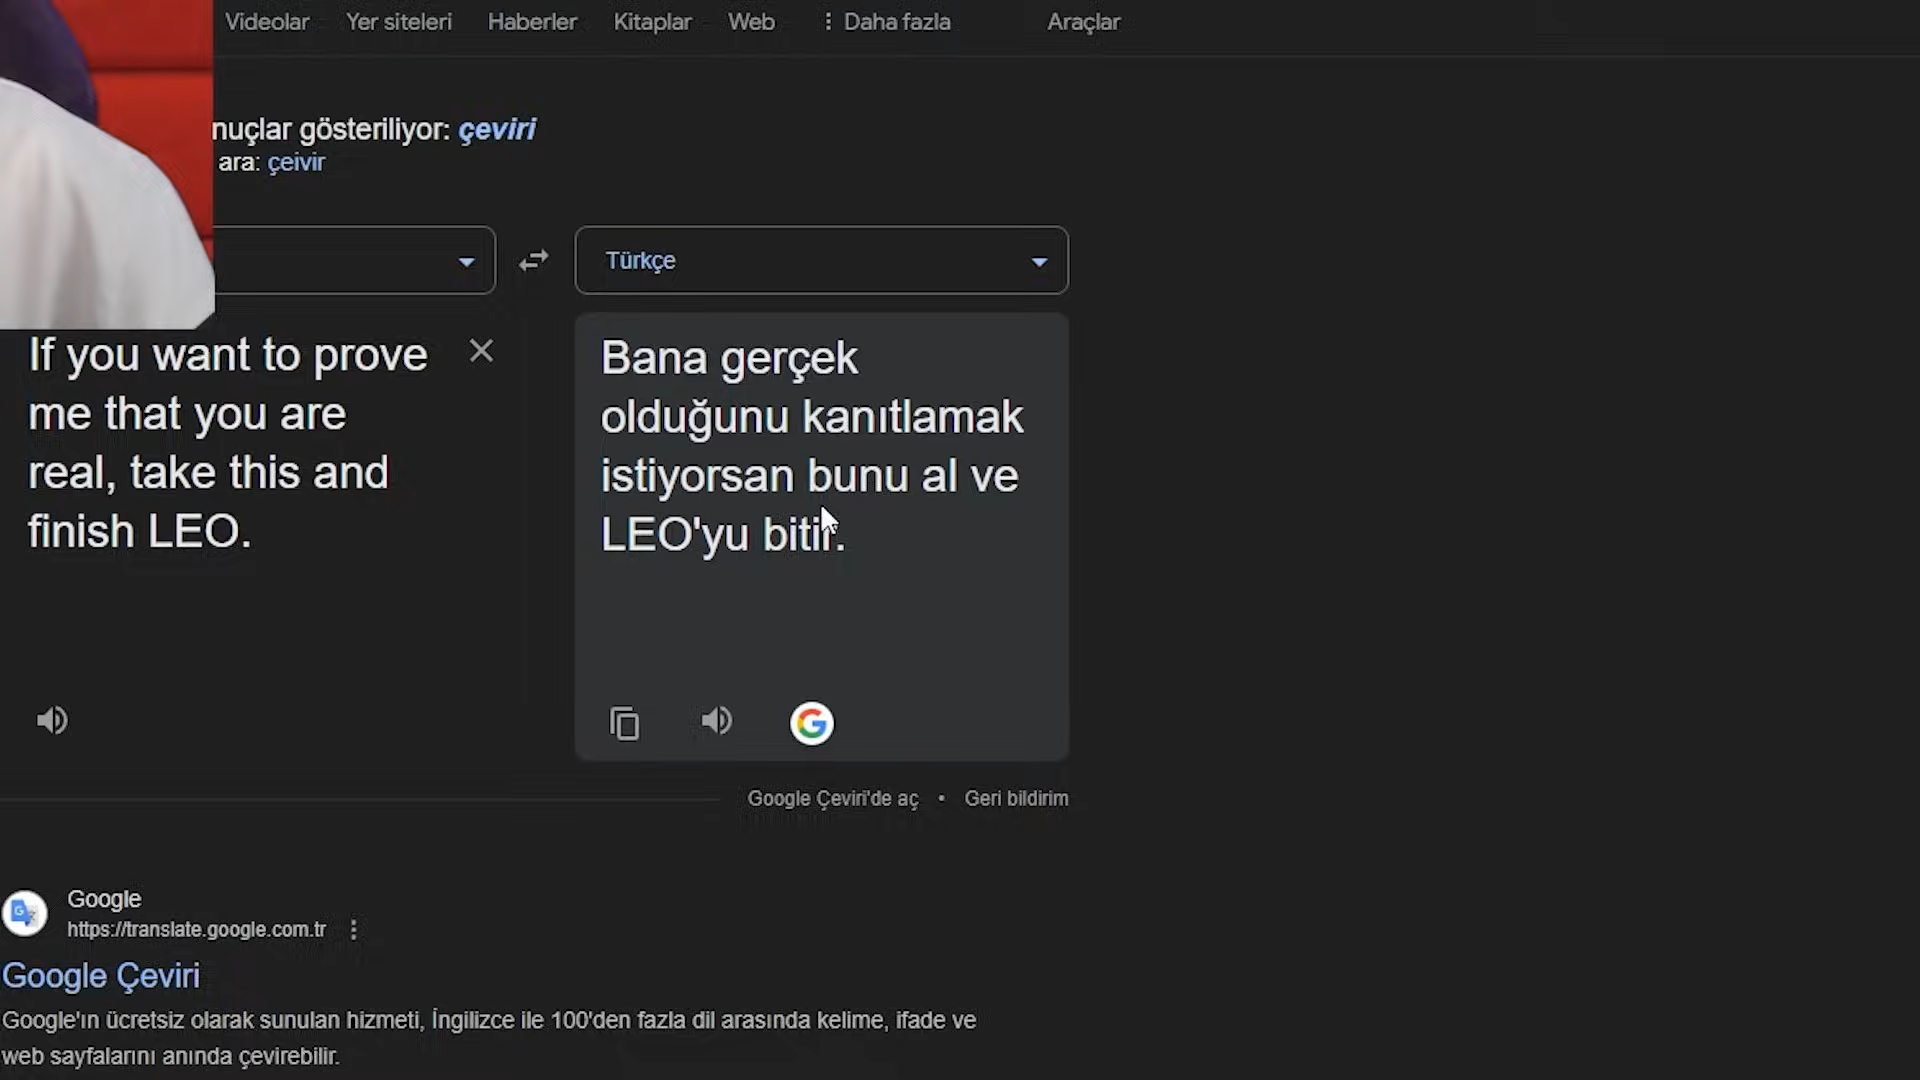 Videolar Yer siteleri Haberler Kitaplar Web Daha fazla Araçlar
nuçlar gösteriliyor: çeviri
ara: çeivir
Türkçe
If you want to prove
me that you are
real, take this and
finish LEO.
Bana gerçek
olduğunu kanıtlamak
istiyorsan bunu al ve
LEO'yu bitir.
Google Çeviri'de aç • Geri bildirim
Google
https://translate.google.com.tr
Google Çeviri
Google'ın ücretsiz olarak sunulan hizmeti, İngilizce ile 100'den fazla dil arasında kelime, ifade ve
web sayfalarını anında çevirebilir.